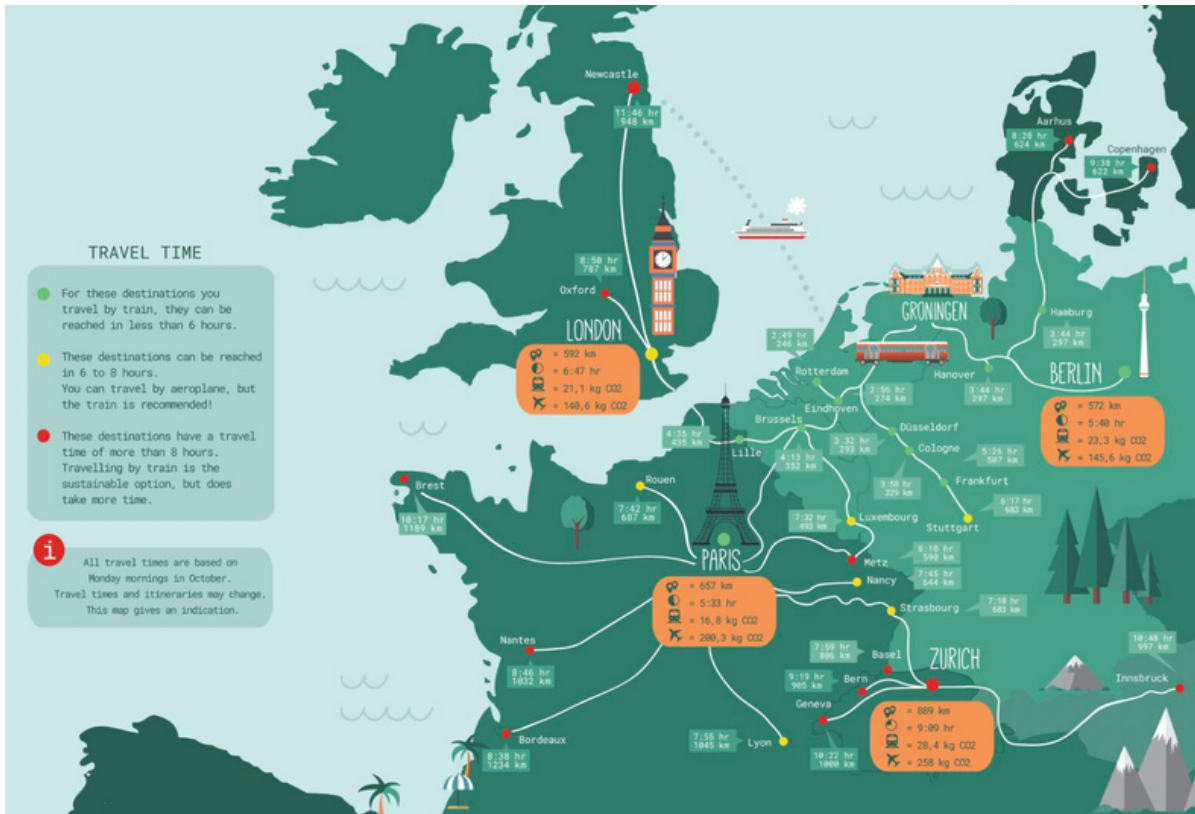 Newcastle
11:46 hr
948 km
Aarhus
8:28 hr
624 km
Copenhagen
9:38 hr
622 km
TRAVEL TIME
For these destinations you
travel by train, they can be
reached in less than 6 hours.
These destinations can be reached
in 6 to 8 hours.
You can travel by aeroplane, but
the train is recommended!
These destinations have a travel
time of more than 8 hours.
Travelling by train is the
sustainable option, but does
take more time.
i
All travel times are based on
Monday mornings in October.
Travel times and itineraries may change.
This map gives an indication.
8:50 hr
787 km
Oxford
LONDON
= 592 km
= 6:47 hr
= 21,1 kg CO2
= 140,6 kg CO2
GRONINGEN
Hamburg
3:44 hr
297 km
2:49 hr
246 km
Rotterdam
2:56 hr
274 km
Hanover
3:44 hr
297 km
BERLIN
= 572 km
= 5:40 hr
= 23,3 kg CO2
= 145,6 kg CO2
Eindhoven
Brussels
4:35 hr
435 km
Lille
4:13 hr
352 km
3.32 hr
293 km
Düsseldorf
Cologne
3:58 hr
329 km
5:26 hr
507 km
Frankfurt
6:17 hr
683 km
Stuttgart
Brest
10:17 hr
1189 km
Rouen
7:42 hr
687 km
7:32 hr
493 km
Luxembourg
PARIS
= 657 km
= 5:33 hr
= 16,8 kg CO2
= 200,3 kg CO2
Metz
8:10 hr
590 km
Nancy
7:45 hr
644 km
Strasbourg
7:18 hr
683 km
Nantes
8:46 hr
1032 km
Bordeaux
8:38 hr
1234 km
7:55 hr
1045 km
Lyon
7:59 hr
806 km
Basel
9:19 hr
905 km
Bern
Geneva
10:22 hr
1000 km
ZURICH
= 889 km
= 9:09 hr
= 28,4 kg CO2
= 258 kg CO2
10:48 hr
997 km
Innsbruck